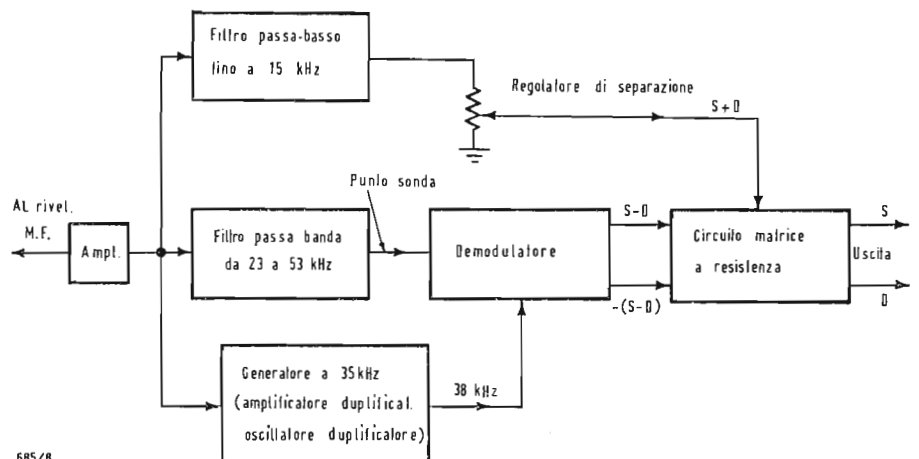 Filtro passa-basso
fino a 15 kHz
Regolatore di separazione
S+D
Punto sonda
Al rivel.
M.F.
Ampl.
Filtro passa banda
da 23 a 53 kHz
Demodulatore
S-D
-(S-D)
Circuito matrice
a resistenza
S
Uscita
D
Generatore a 35kHz
(amplificatore duplificat.
oscillatore duplificatore)
38 kHz
685/8